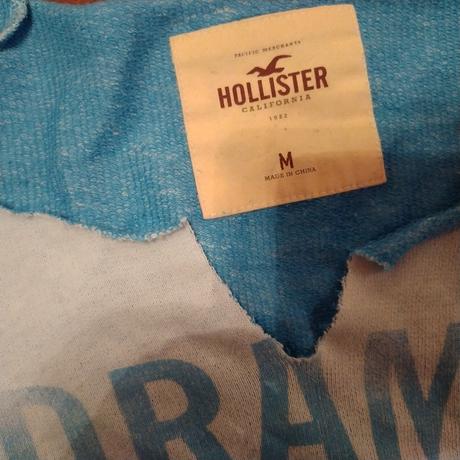 PACIFIC MERCHANTS
HOLLISTER
CALIFORNIA
1922
M
MADE IN CHINA
DRAM